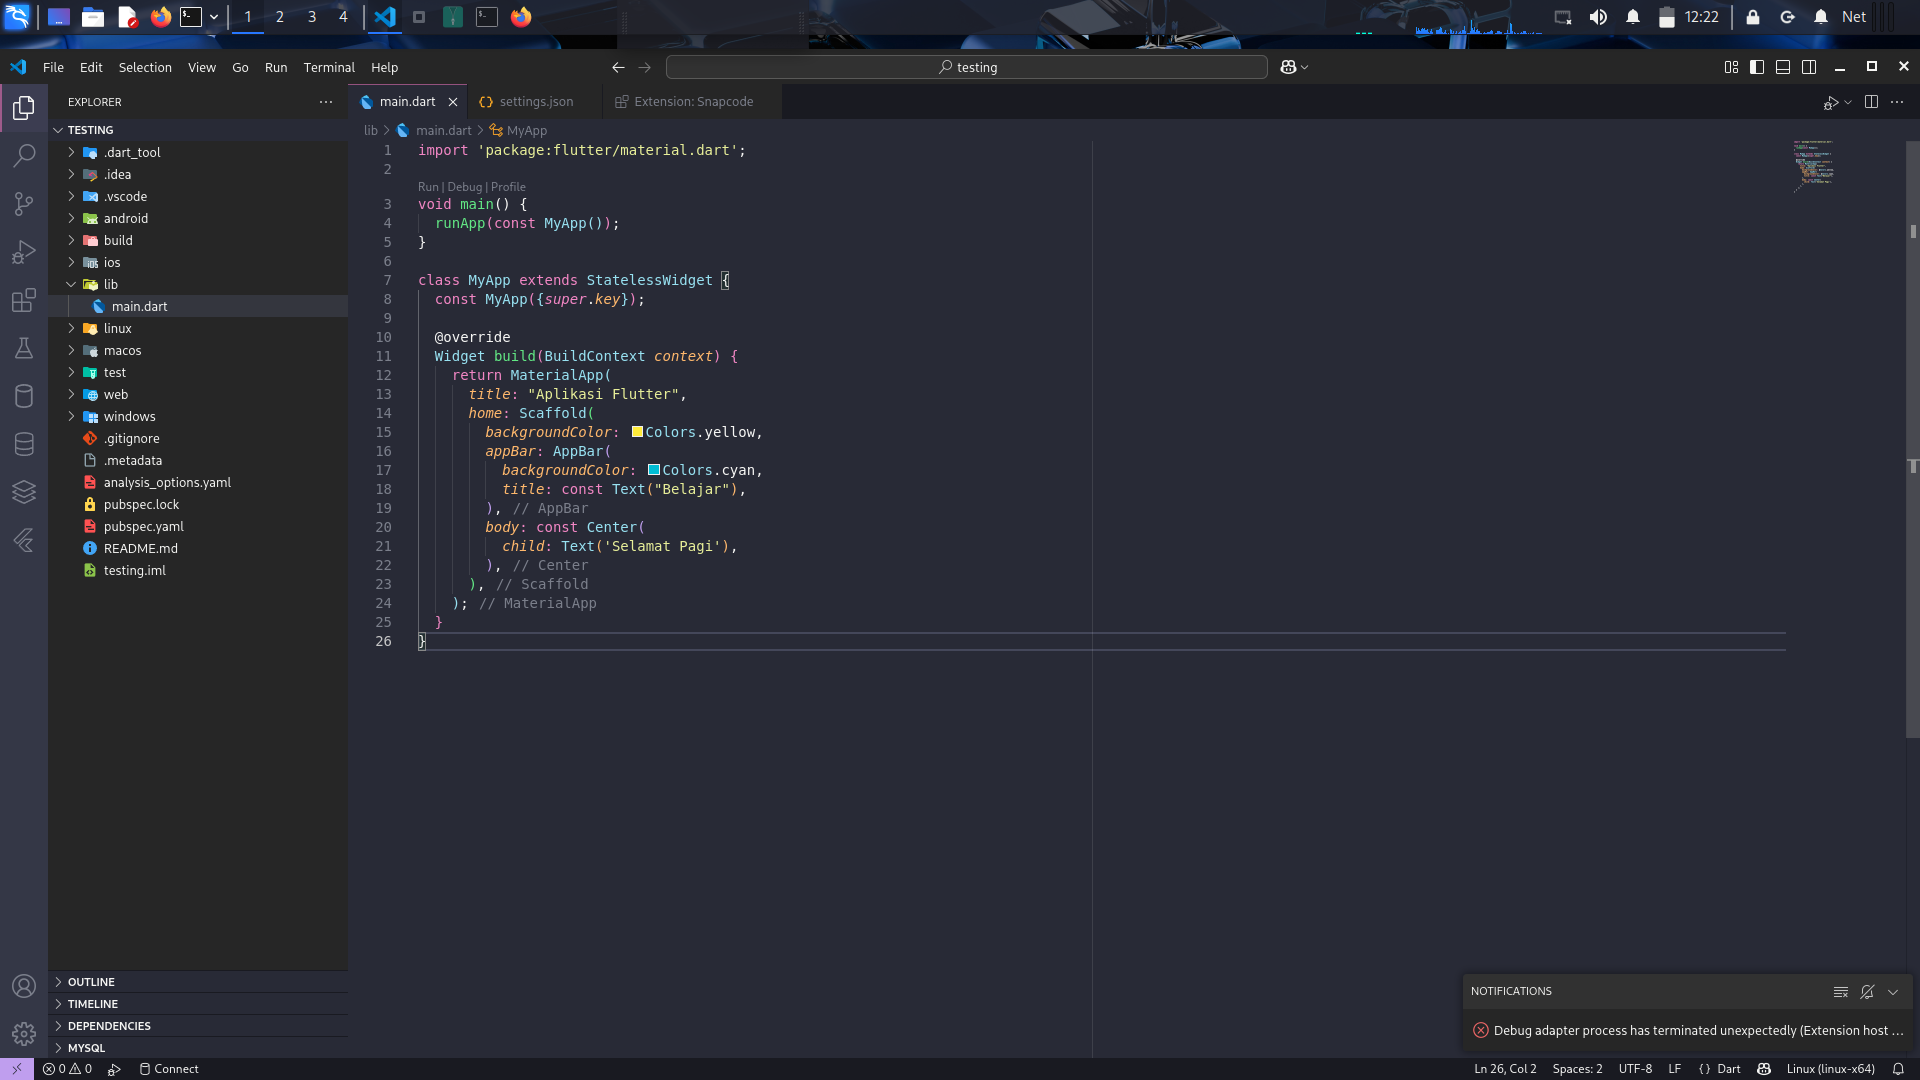 1 2 3 4 12:22 Net
File Edit Selection View Go Run Terminal Help testing
EXPLORER
main.dart settings.json Extension: Snapcode
TESTING
.dart_tool
.idea
.vscode
android
build
ios
lib
main.dart
linux
macos
test
web
windows
.gitignore
.metadata
analysis_options.yaml
pubspec.lock
pubspec.yaml
README.md
testing.iml
OUTLINE
TIMELINE
DEPENDENCIES
MYSQL
lib > main.dart > MyApp
1 import 'package:flutter/material.dart';
2
Run | Debug | Profile
3 void main() {
4 runApp(const MyApp());
5 }
6
7 class MyApp extends StatelessWidget {
8 const MyApp({super.key});
9
10 @override
11 Widget build(BuildContext context) {
12 return MaterialApp(
13 title: "Aplikasi Flutter",
14 home: Scaffold(
15 backgroundColor: Colors.yellow,
16 appBar: AppBar(
17 backgroundColor: Colors.cyan,
18 title: const Text("Belajar"),
19 ), // AppBar
20 body: const Center(
21 child: Text('Selamat Pagi'),
22 ), // Center
23 ), // Scaffold
24 ); // MaterialApp
25 }
26 }
NOTIFICATIONS
Debug adapter process has terminated unexpectedly (Extension host ...
0 0 Connect Ln 26, Col 2 Spaces: 2 UTF-8 LF {} Dart Linux (linux-x64)